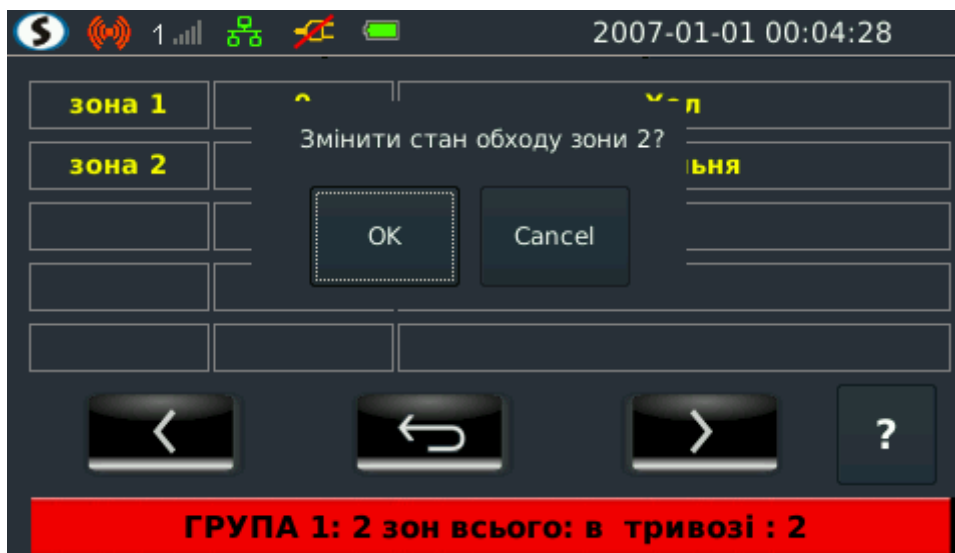 S 1 2007-01-01 00:04:28
зона 1
Змінити стан обходу зони 2?
зона 2
OK Cancel
?
ГРУПА 1: 2 зон всього: в тривозі : 2